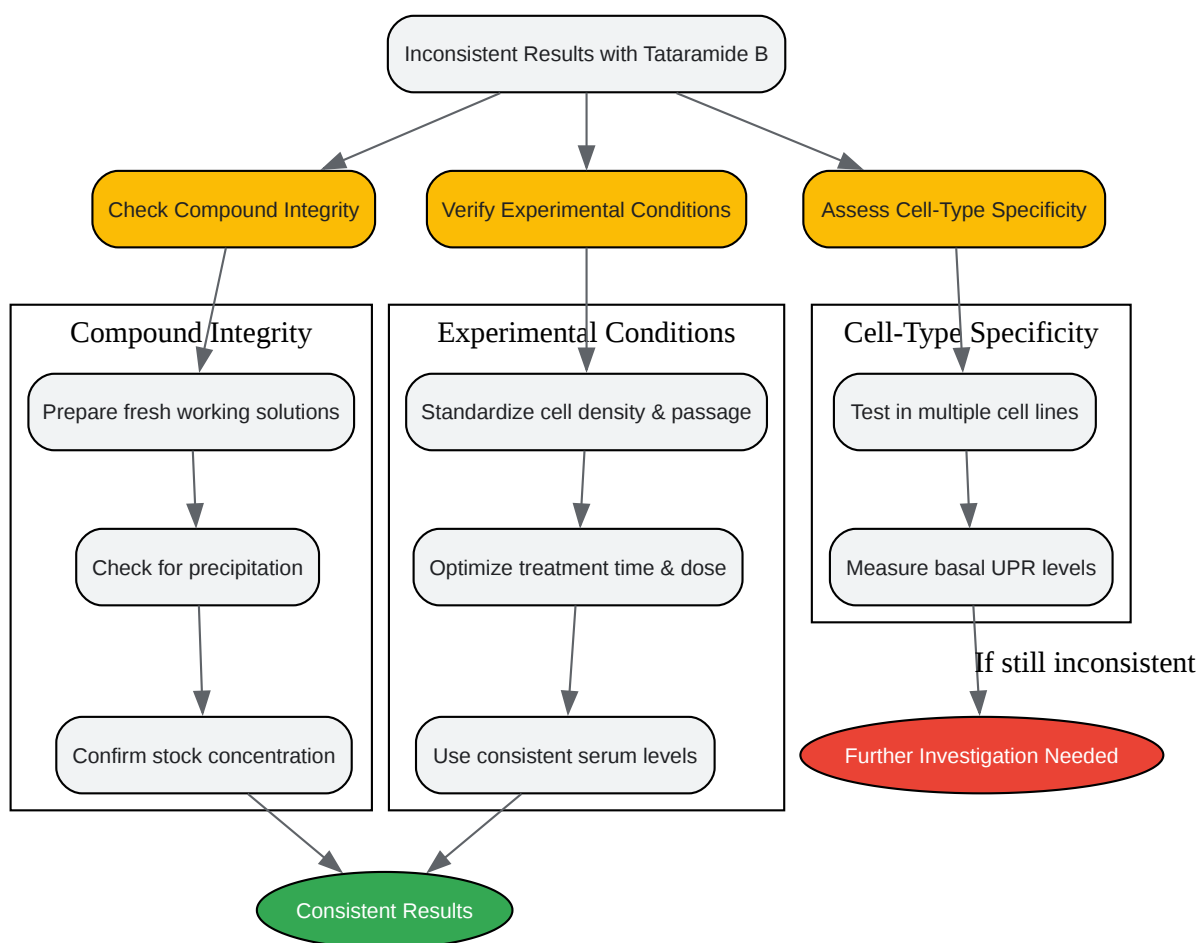 Inconsistent Results with Tataramide B
Check Compound Integrity
Verify Experimental Conditions
Assess Cell-Type Specificity
Compound Integrity
Experimental Conditions
Cell-Type Specificity
Prepare fresh working solutions
Standardize cell density & passage
Test in multiple cell lines
Check for precipitation
Optimize treatment time & dose
Measure basal UPR levels
If still inconsistent
Confirm stock concentration
Use consistent serum levels
Further Investigation Needed
Consistent Results